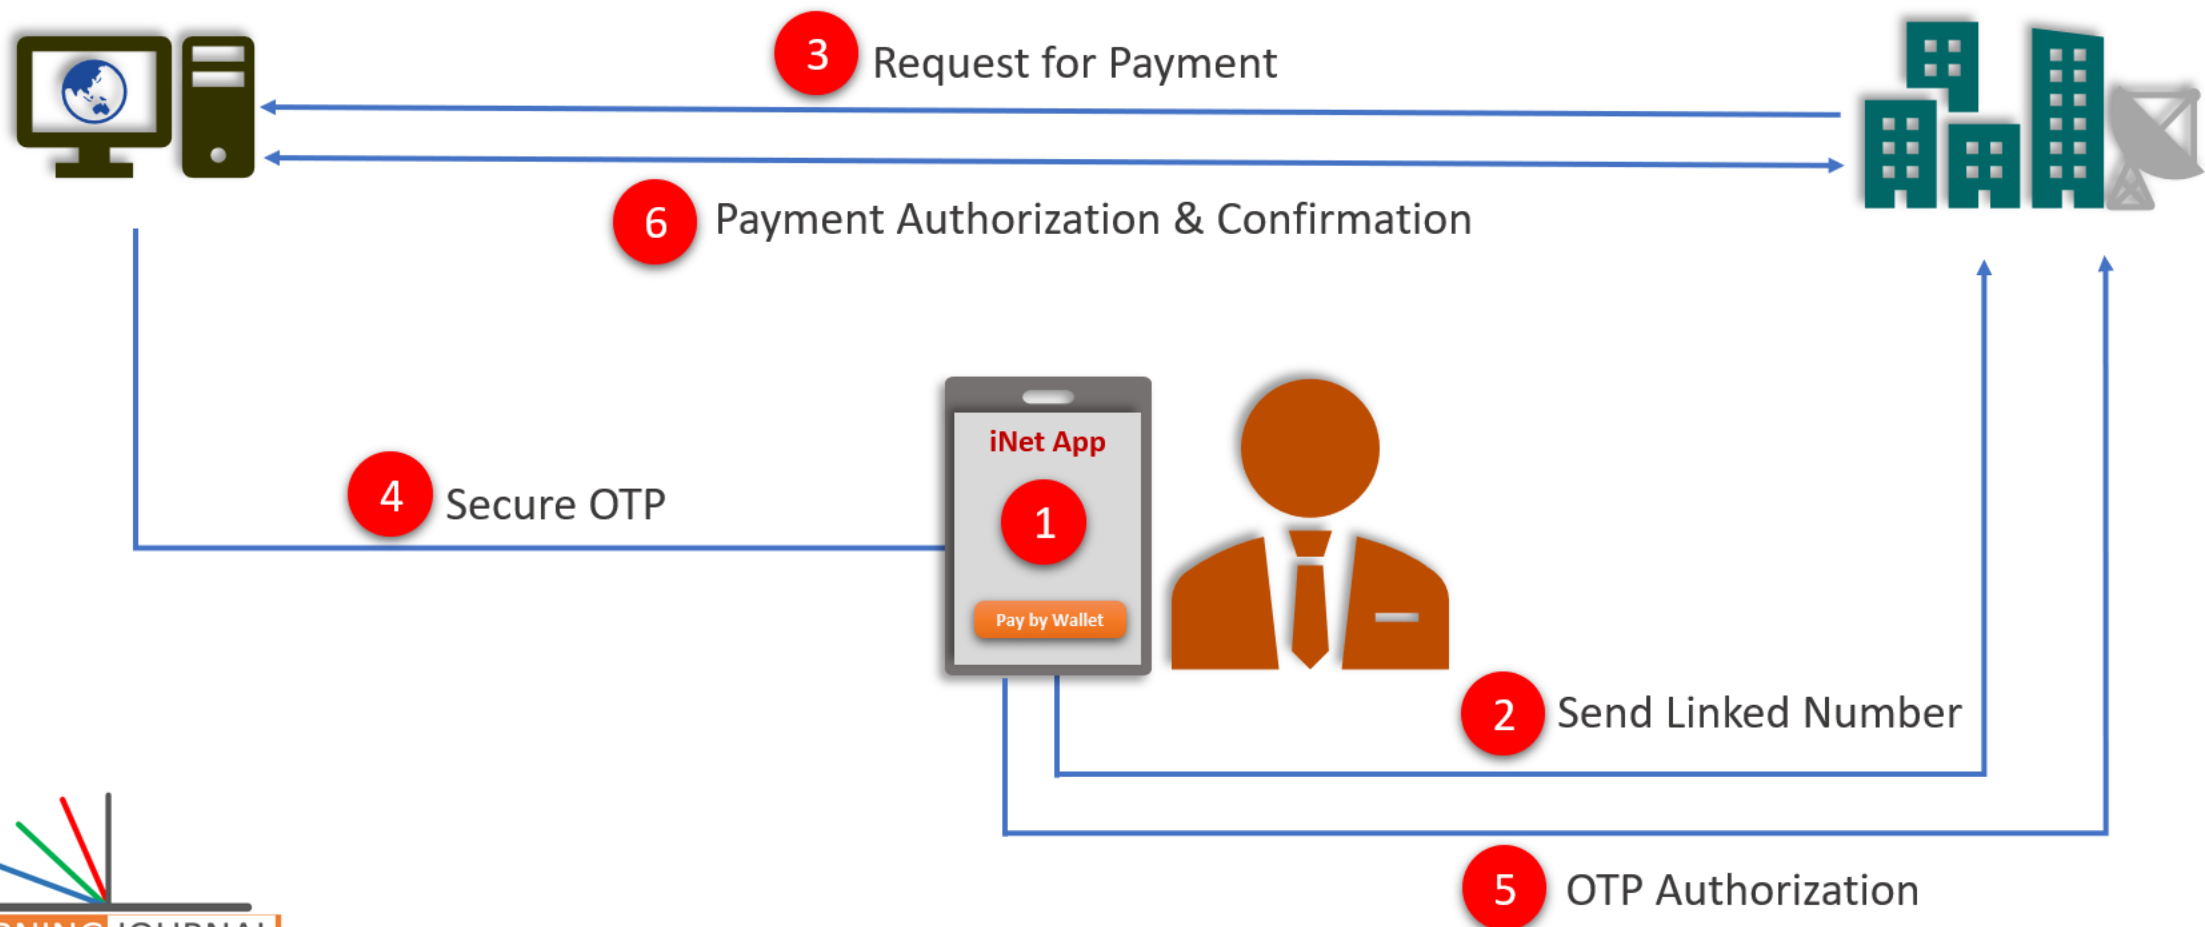 3 Request for Payment
6 Payment Authorization & Confirmation
iNet App
4 Secure OTP
1
Pay by Wallet
2 Send Linked Number
5 OTP Authorization
JOURNAL